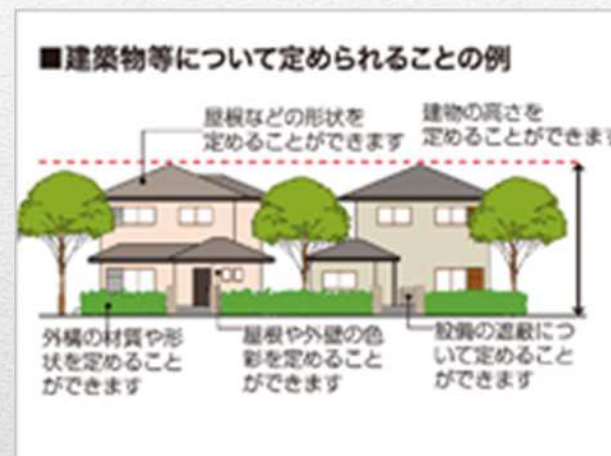 ■建築物等について定められることの例
屋根などの形状を
定めることができます
建物の高さを
定めることができます
外構の材質や形
状を定めること
ができます
屋根や外壁の色
彩を定めること
ができます
設備の遮蔽につ
いて定めること
ができます